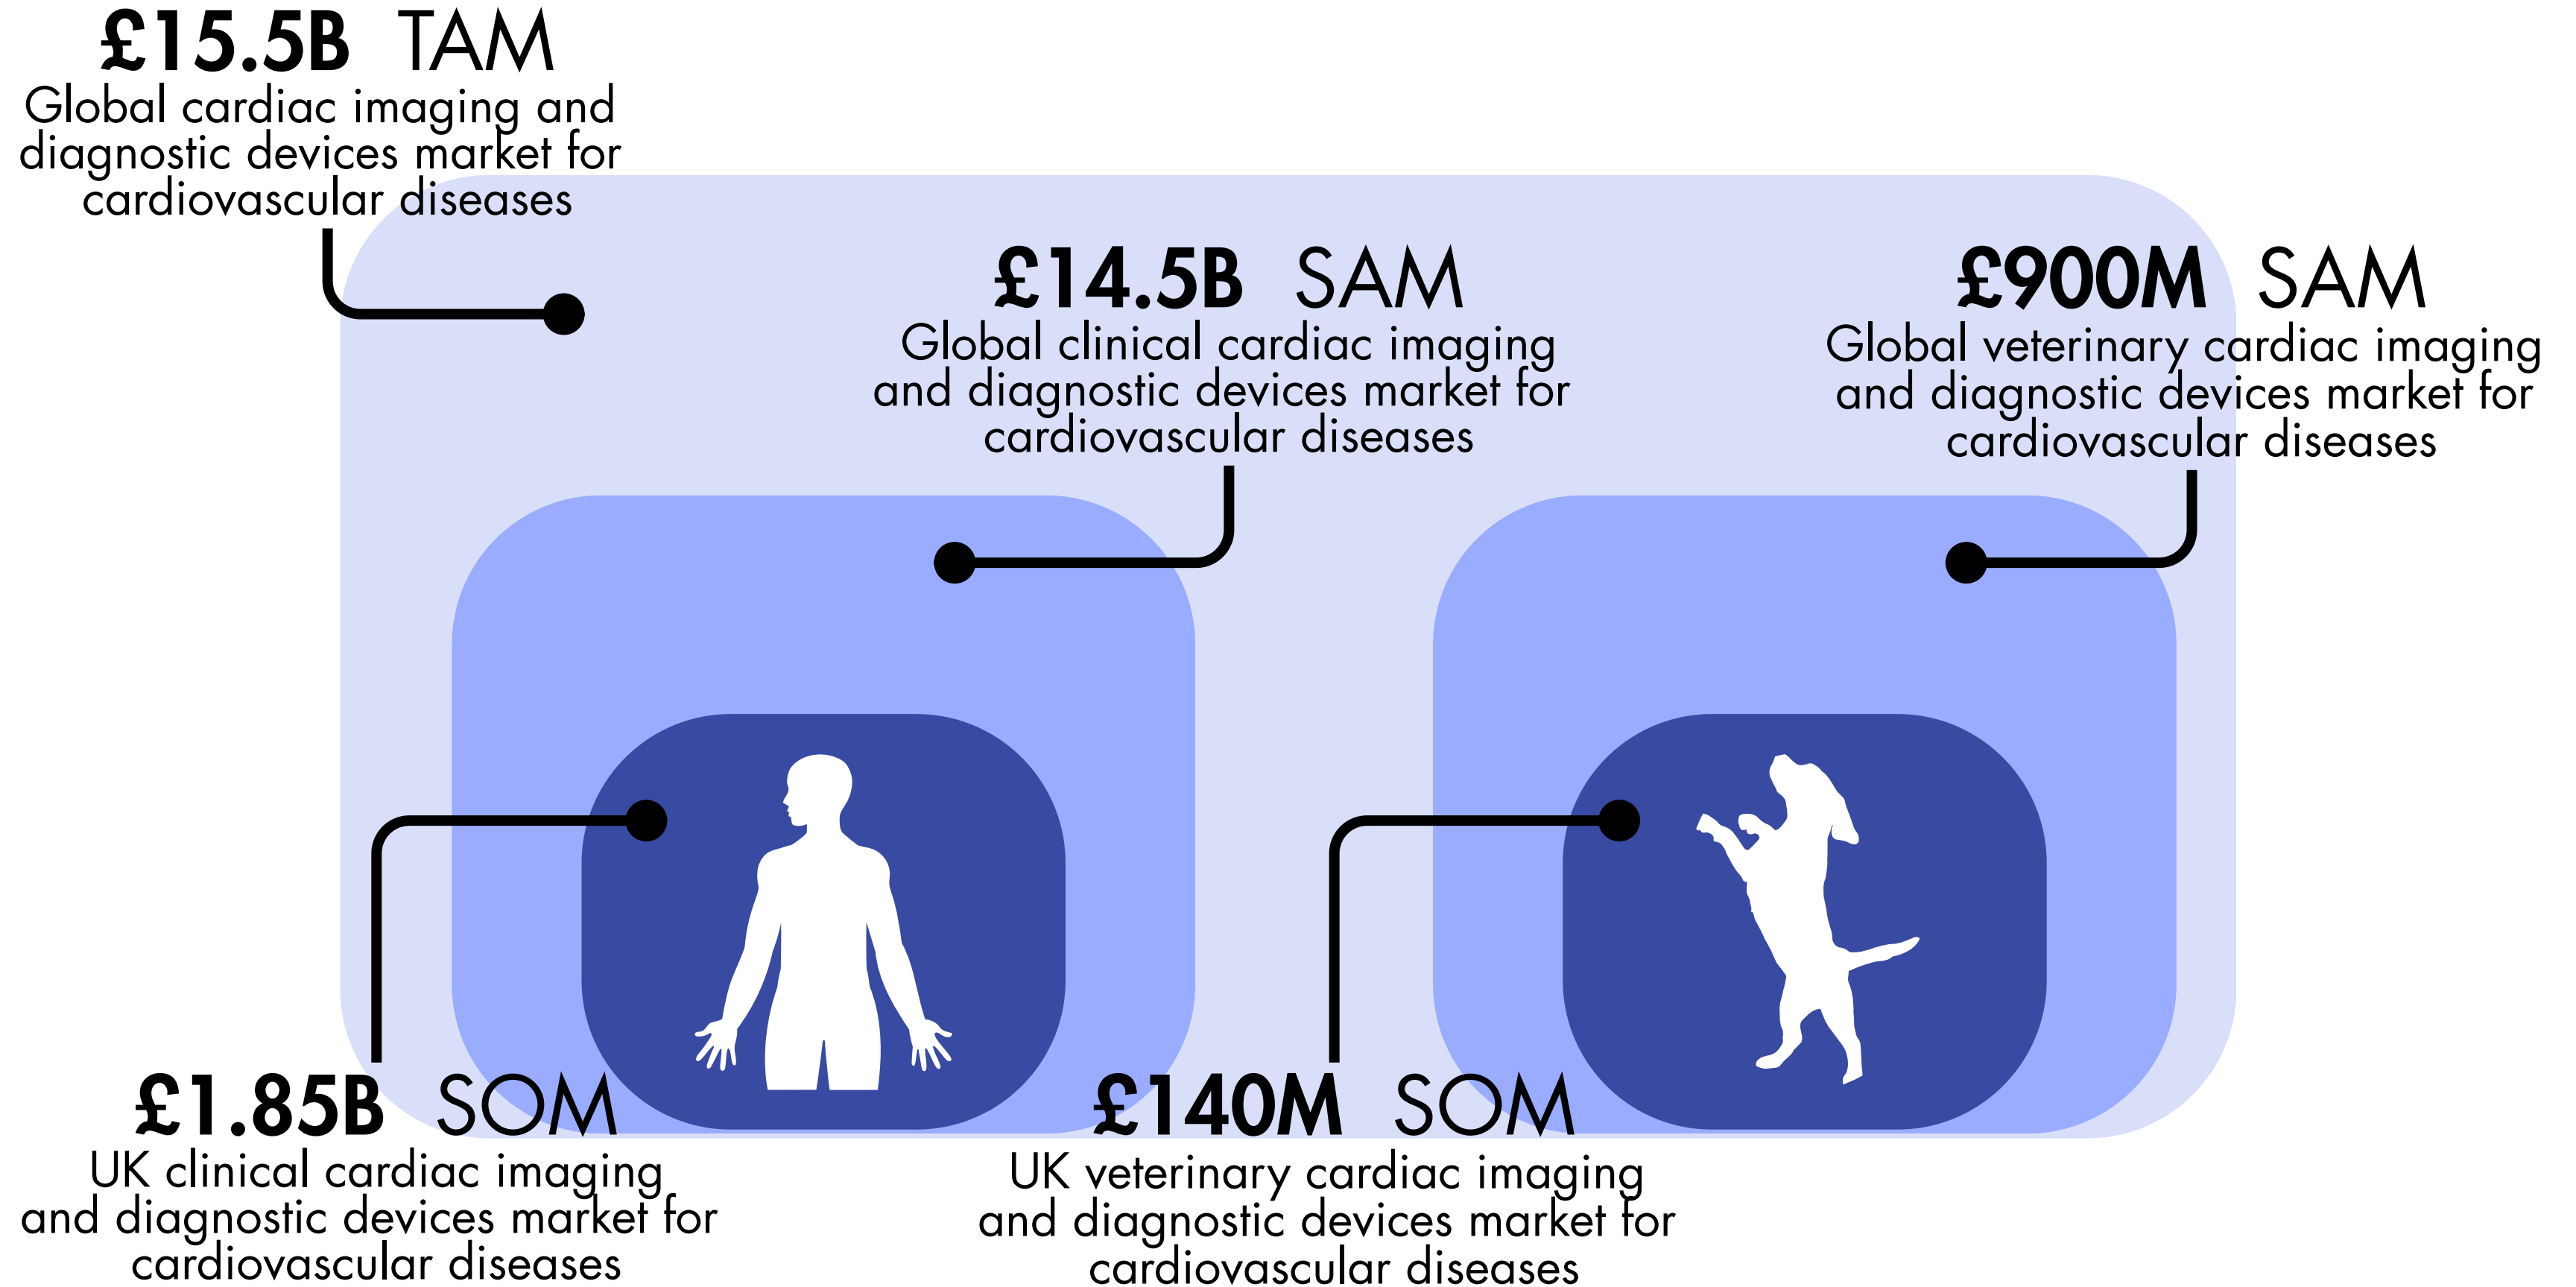 £15.5B TAM
Global cardiac imaging and
diagnostic devices market for
cardiovascular diseases
£14.5B SAM
Global clinical cardiac imaging
and diagnostic devices market for
cardiovascular diseases
£900M SAM
Global veterinary cardiac imaging
and diagnostic devices market for
cardiovascular diseases
£1.85B SOM
UK clinical cardiac imaging
and diagnostic devices market for
cardiovascular diseases
£140M SOM
UK veterinary cardiac imaging
and diagnostic devices market for
cardiovascular diseases